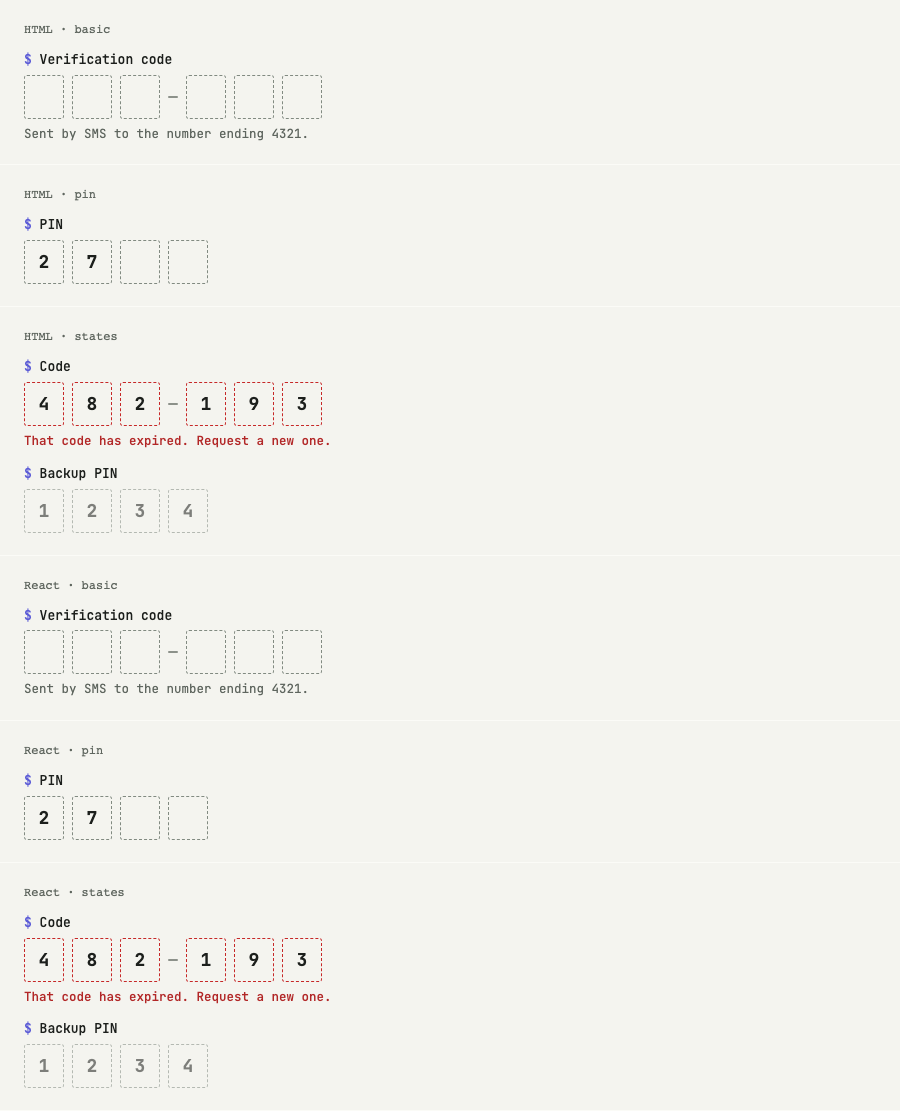 HTML · basic
$ Verification code
–
Sent by SMS to the number ending 4321.
HTML · pin
$ PIN
2 7
HTML · states
$ Code
4 8 2 – 1 9 3
That code has expired. Request a new one.
$ Backup PIN
1 2 3 4
React · basic
$ Verification code
–
Sent by SMS to the number ending 4321.
React · pin
$ PIN
2 7
React · states
$ Code
4 8 2 – 1 9 3
That code has expired. Request a new one.
$ Backup PIN
1 2 3 4